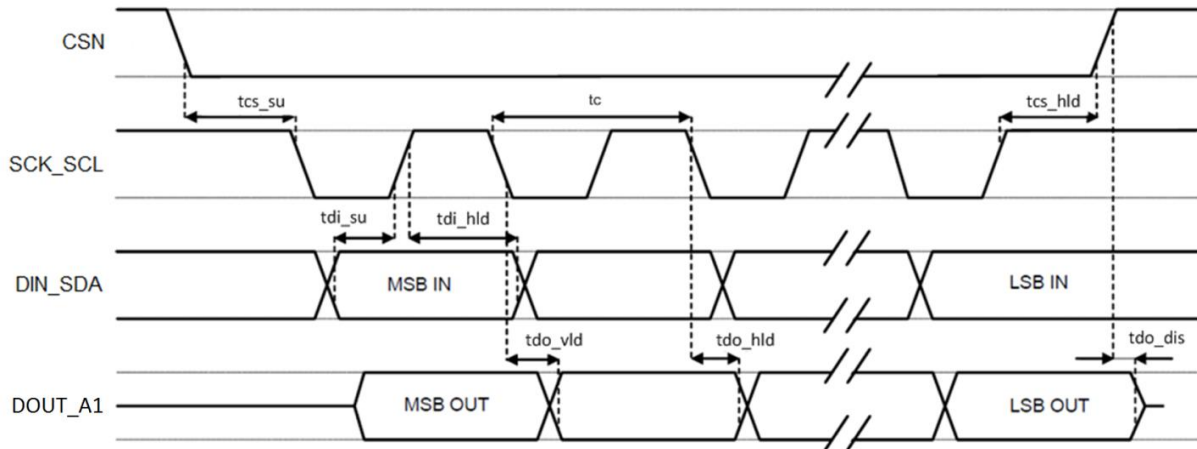 CSN
tcs_su
tc
tcs_hld
SCK_SCL
tdi_su
tdi_hld
DIN_SDA
MSB IN
LSB IN
tdo_vld
tdo_hld
tdo_dis
DOUT_A1
MSB OUT
LSB OUT